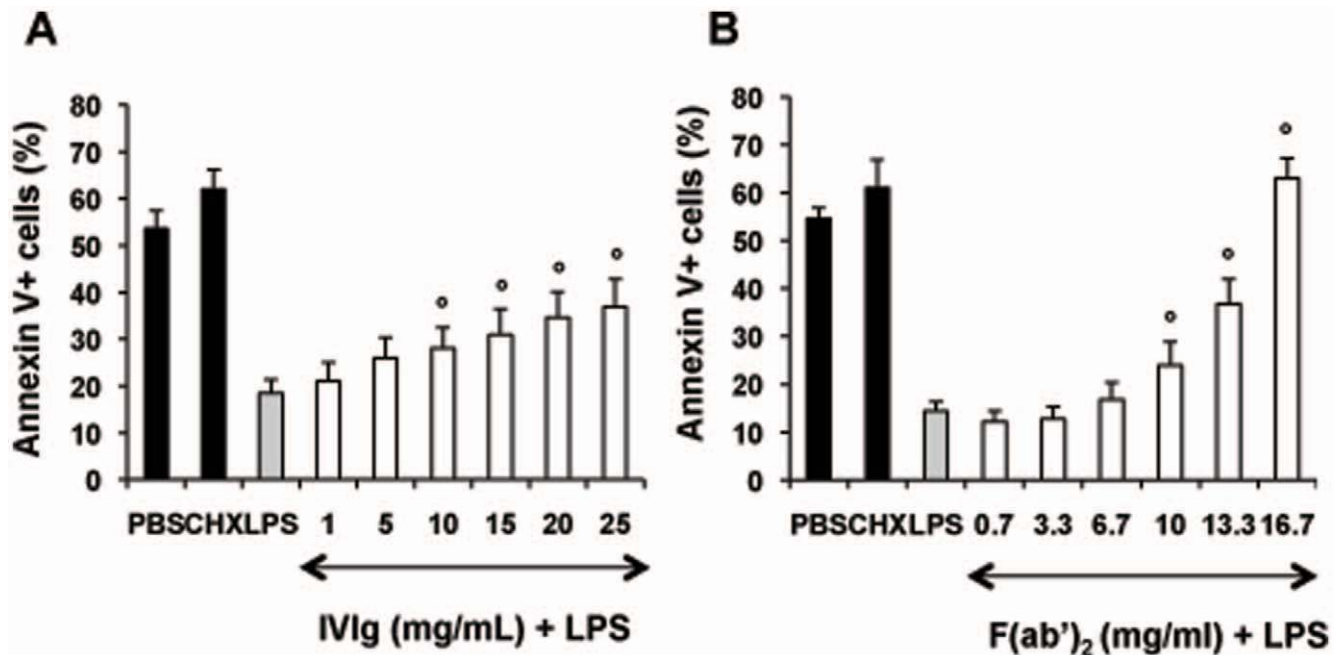 A
B
Annexin V+ cells (%)
80
70
60
50
40
30
20
10
0
PBS CHX LPS 1 5 10 15 20 25
IVIg (mg/mL) + LPS
Annexin V+ cells (%)
80
70
60
50
40
30
20
10
0
PBS CHX LPS 0.7 3.3 6.7 10 13.3 16.7
F(ab')₂ (mg/ml) + LPS